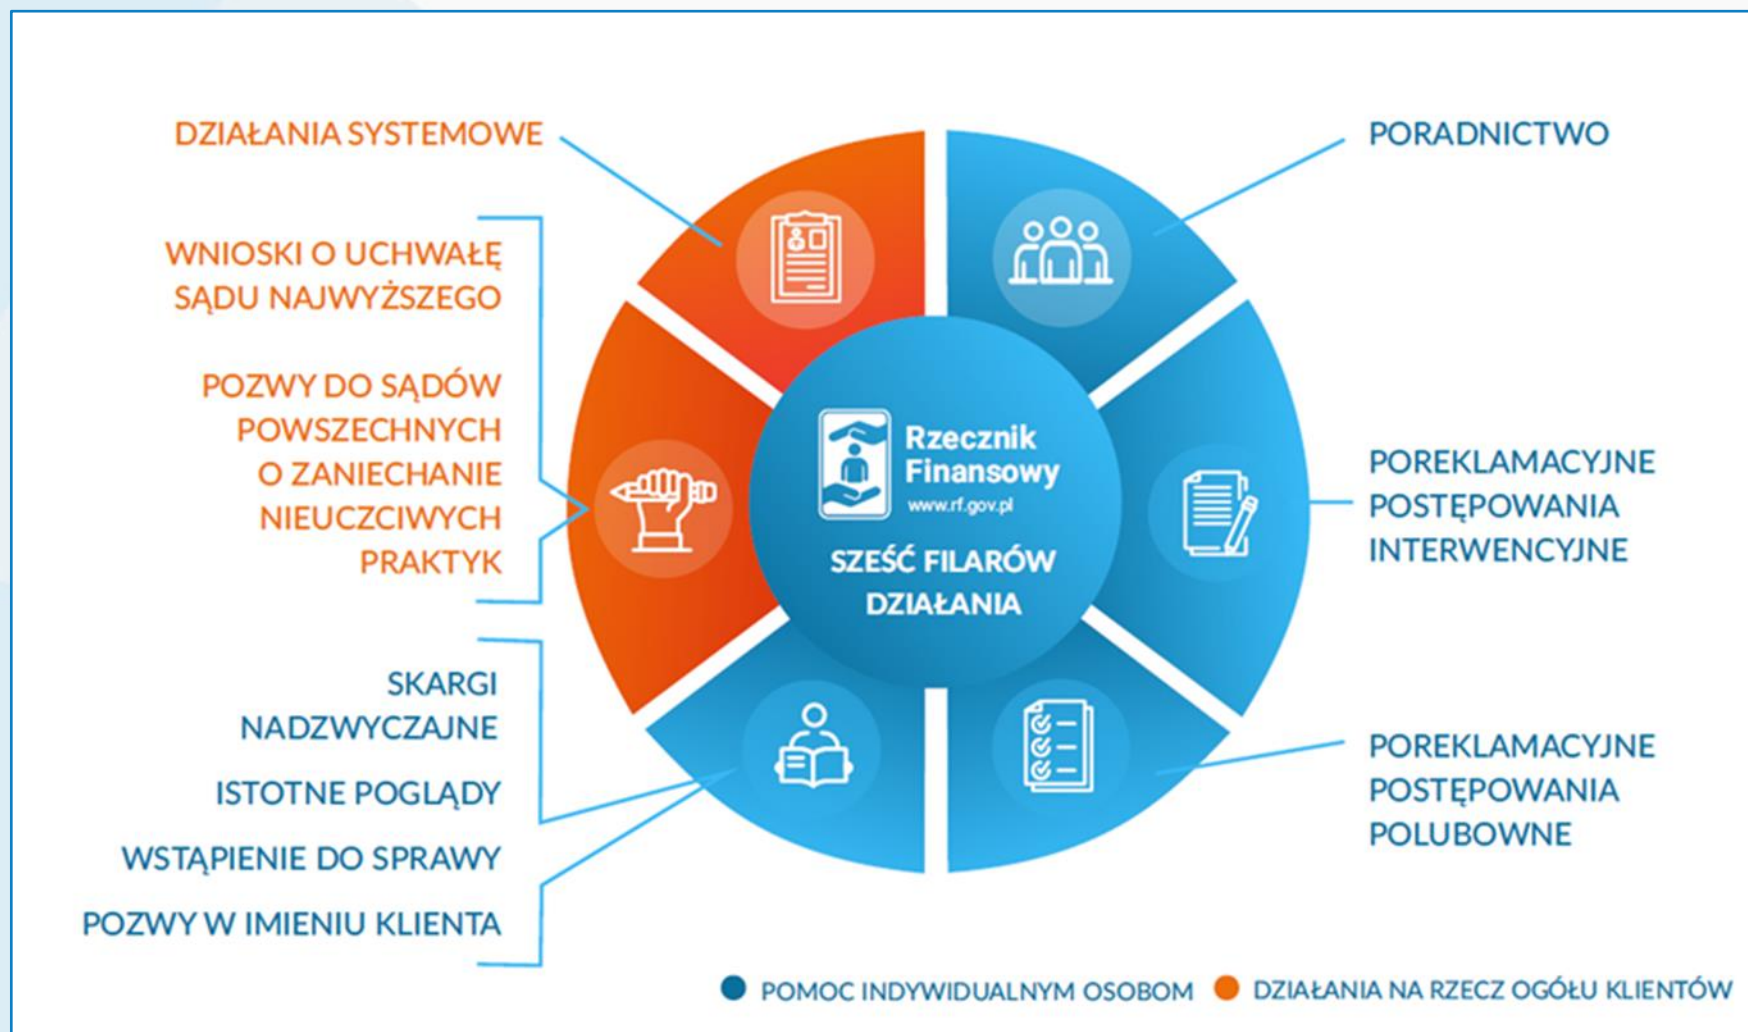 DZIAŁANIA SYSTEMOWE
WNIOSKI O UCHWAŁĘ
SĄDU NAJWYŻSZEGO
POZWY DO SĄDÓW
POWSZECHNYCH
O ZANIECHANIE
NIEUCZCIWYCH
PRAKTYK
SKARGI
NADZWYCZAJNE
ISTOTNE POGLĄDY
WSTĄPIENIE DO SPRAWY
POZWY W IMIENIU KLIENTA
Rzecznik
Finansowy
www.rf.gov.pl
SZEŚĆ FILARÓW
DZIAŁANIA
PORADNICTWO
POREKLAMACYJNE
POSTĘPOWANIA
INTERWENCYJNE
POREKLAMACYJNE
POSTĘPOWANIA
POLUBOWNE
POMOC INDYWIDUALNYM OSOBOM
DZIAŁANIA NA RZECZ OGÓŁU KLIENTÓW